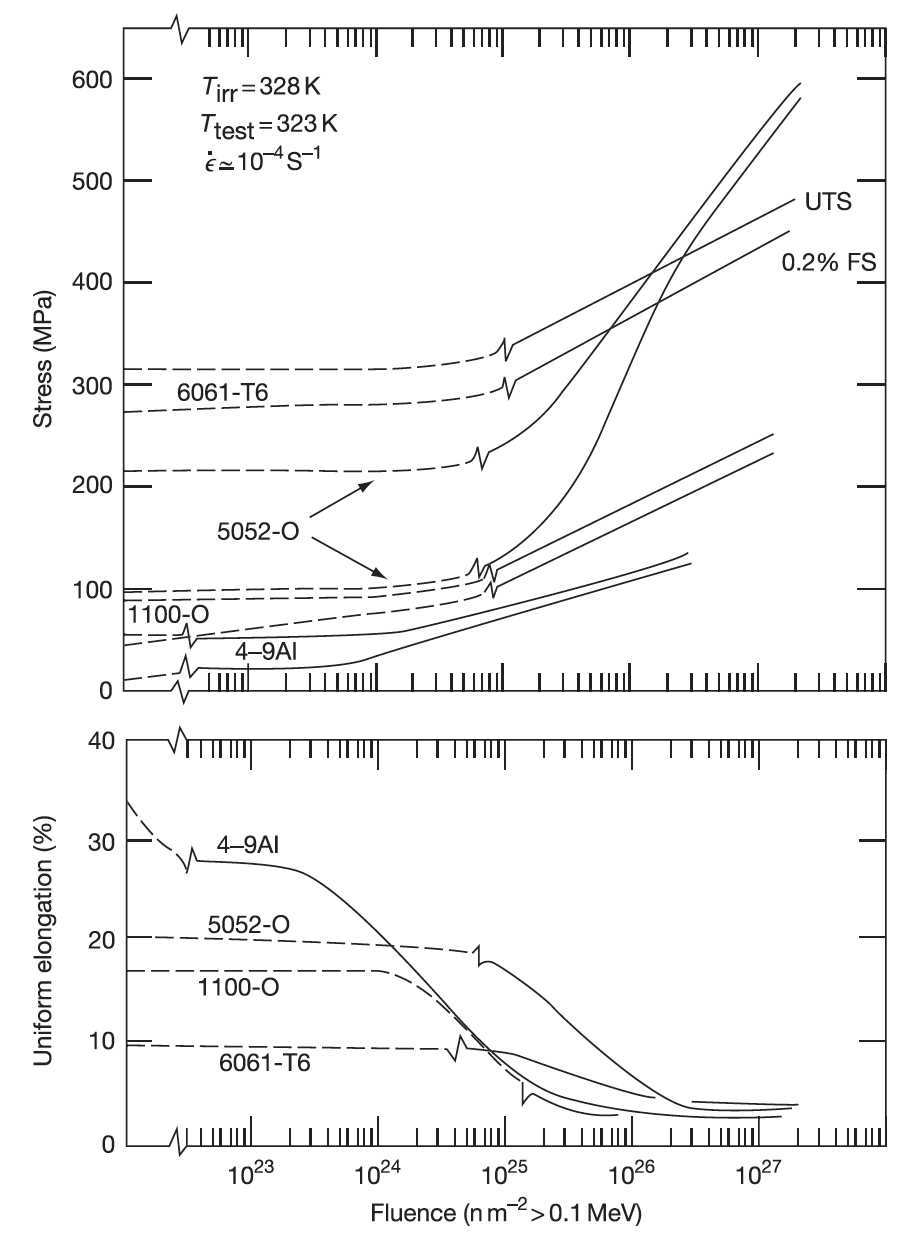 600
500
400
300
200
100
0
Stress (MPa)
T_irr = 328 K
T_test = 323 K
ε̇ ≃ 10⁻⁴ S⁻¹
UTS
0.2% FS
6061-T6
5052-O
1100-O
4–9Al
40
30
20
10
0
Uniform elongation (%)
4–9Al
5052-O
1100-O
6061-T6
10²³ 10²⁴ 10²⁵ 10²⁶ 10²⁷
Fluence (n m⁻² > 0.1 MeV)